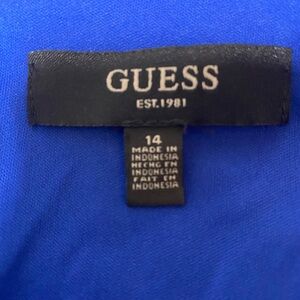 GUESS
EST.1981
14
MADE IN
INDONESIA
HECHO EN
INDONESIA
FAIT EN
INDONESIA